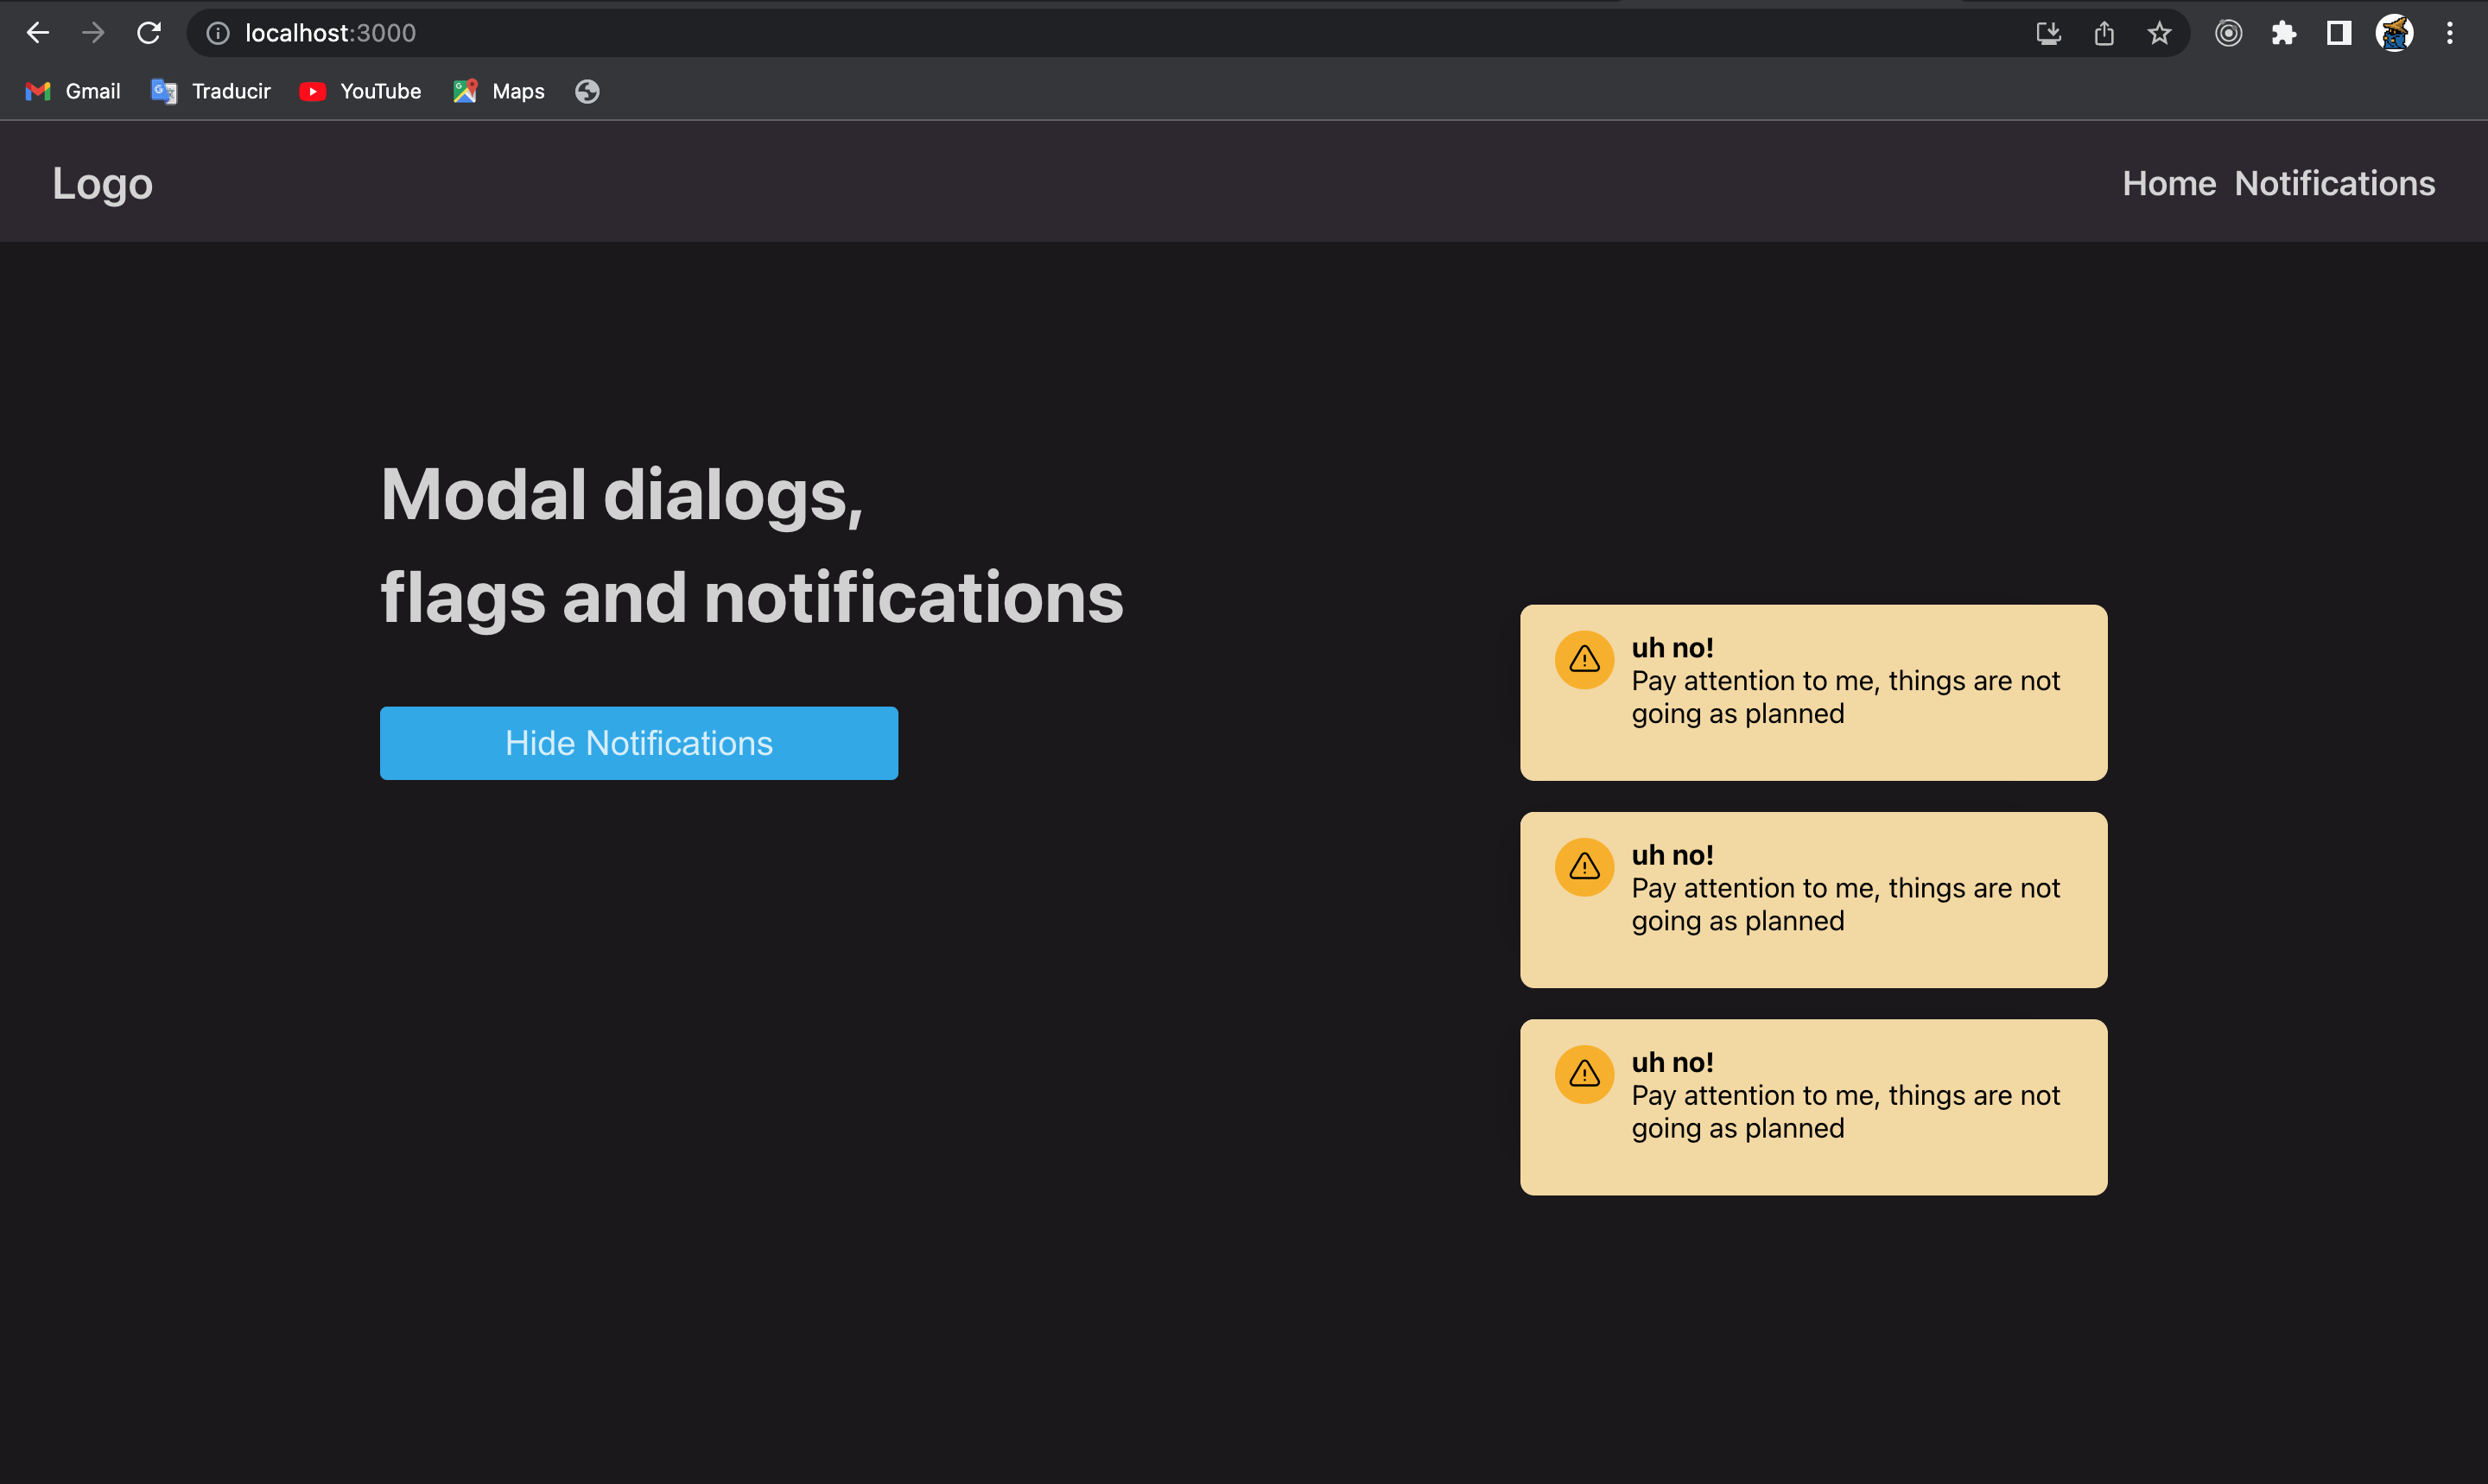 localhost:3000
Gmail Traducir YouTube Maps
Logo Home Notifications
Modal dialogs,
flags and notifications
Hide Notifications
uh no!
Pay attention to me, things are not
going as planned
uh no!
Pay attention to me, things are not
going as planned
uh no!
Pay attention to me, things are not
going as planned